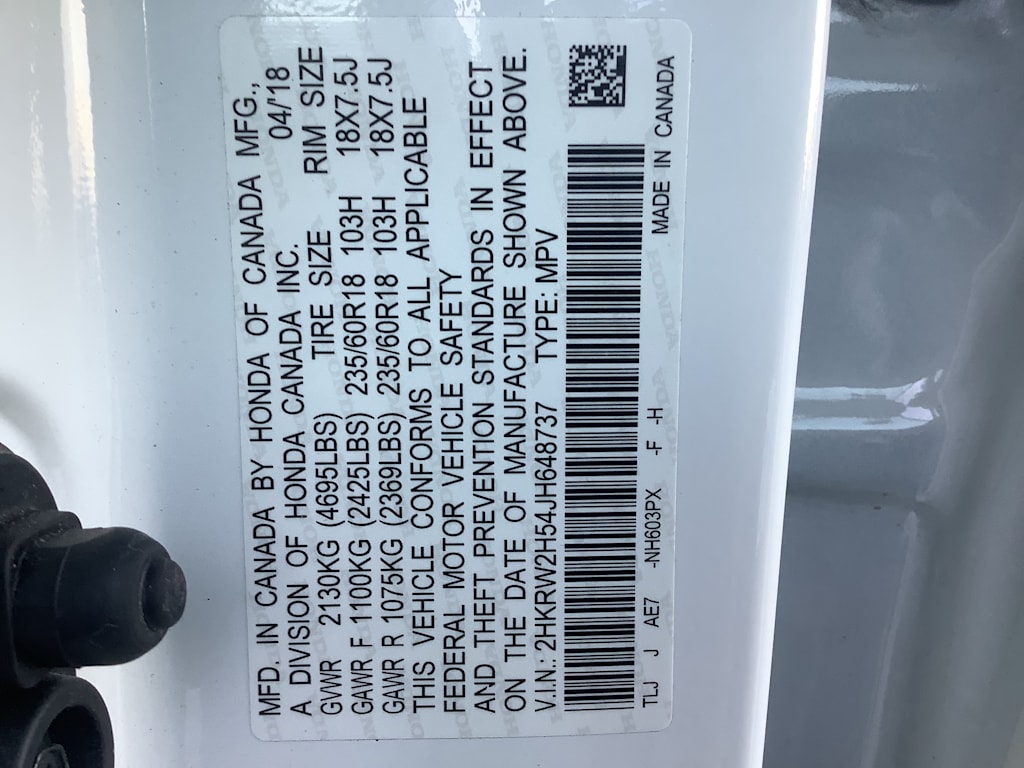 MFD. IN CANADA BY HONDA OF CANADA MFG.,
A DIVISION OF HONDA CANADA INC. 04/'18
GVWR 2130KG (4695LBS) TIRE SIZE RIM SIZE
GAWR F 1100KG (2425LBS) 235/60R18 103H 18X7.5J
GAWR R 1075KG (2369LBS) 235/60R18 103H 18X7.5J
THIS VEHICLE CONFORMS TO ALL APPLICABLE
FEDERAL MOTOR VEHICLE SAFETY
AND THEFT PREVENTION STANDARDS IN EFFECT
ON THE DATE OF MANUFACTURE SHOWN ABOVE.
V.I.N.: 2HKRW2H54JH648737 TYPE: MPV
TLJ J AE7 -NH603PX -F -H MADE IN CANADA